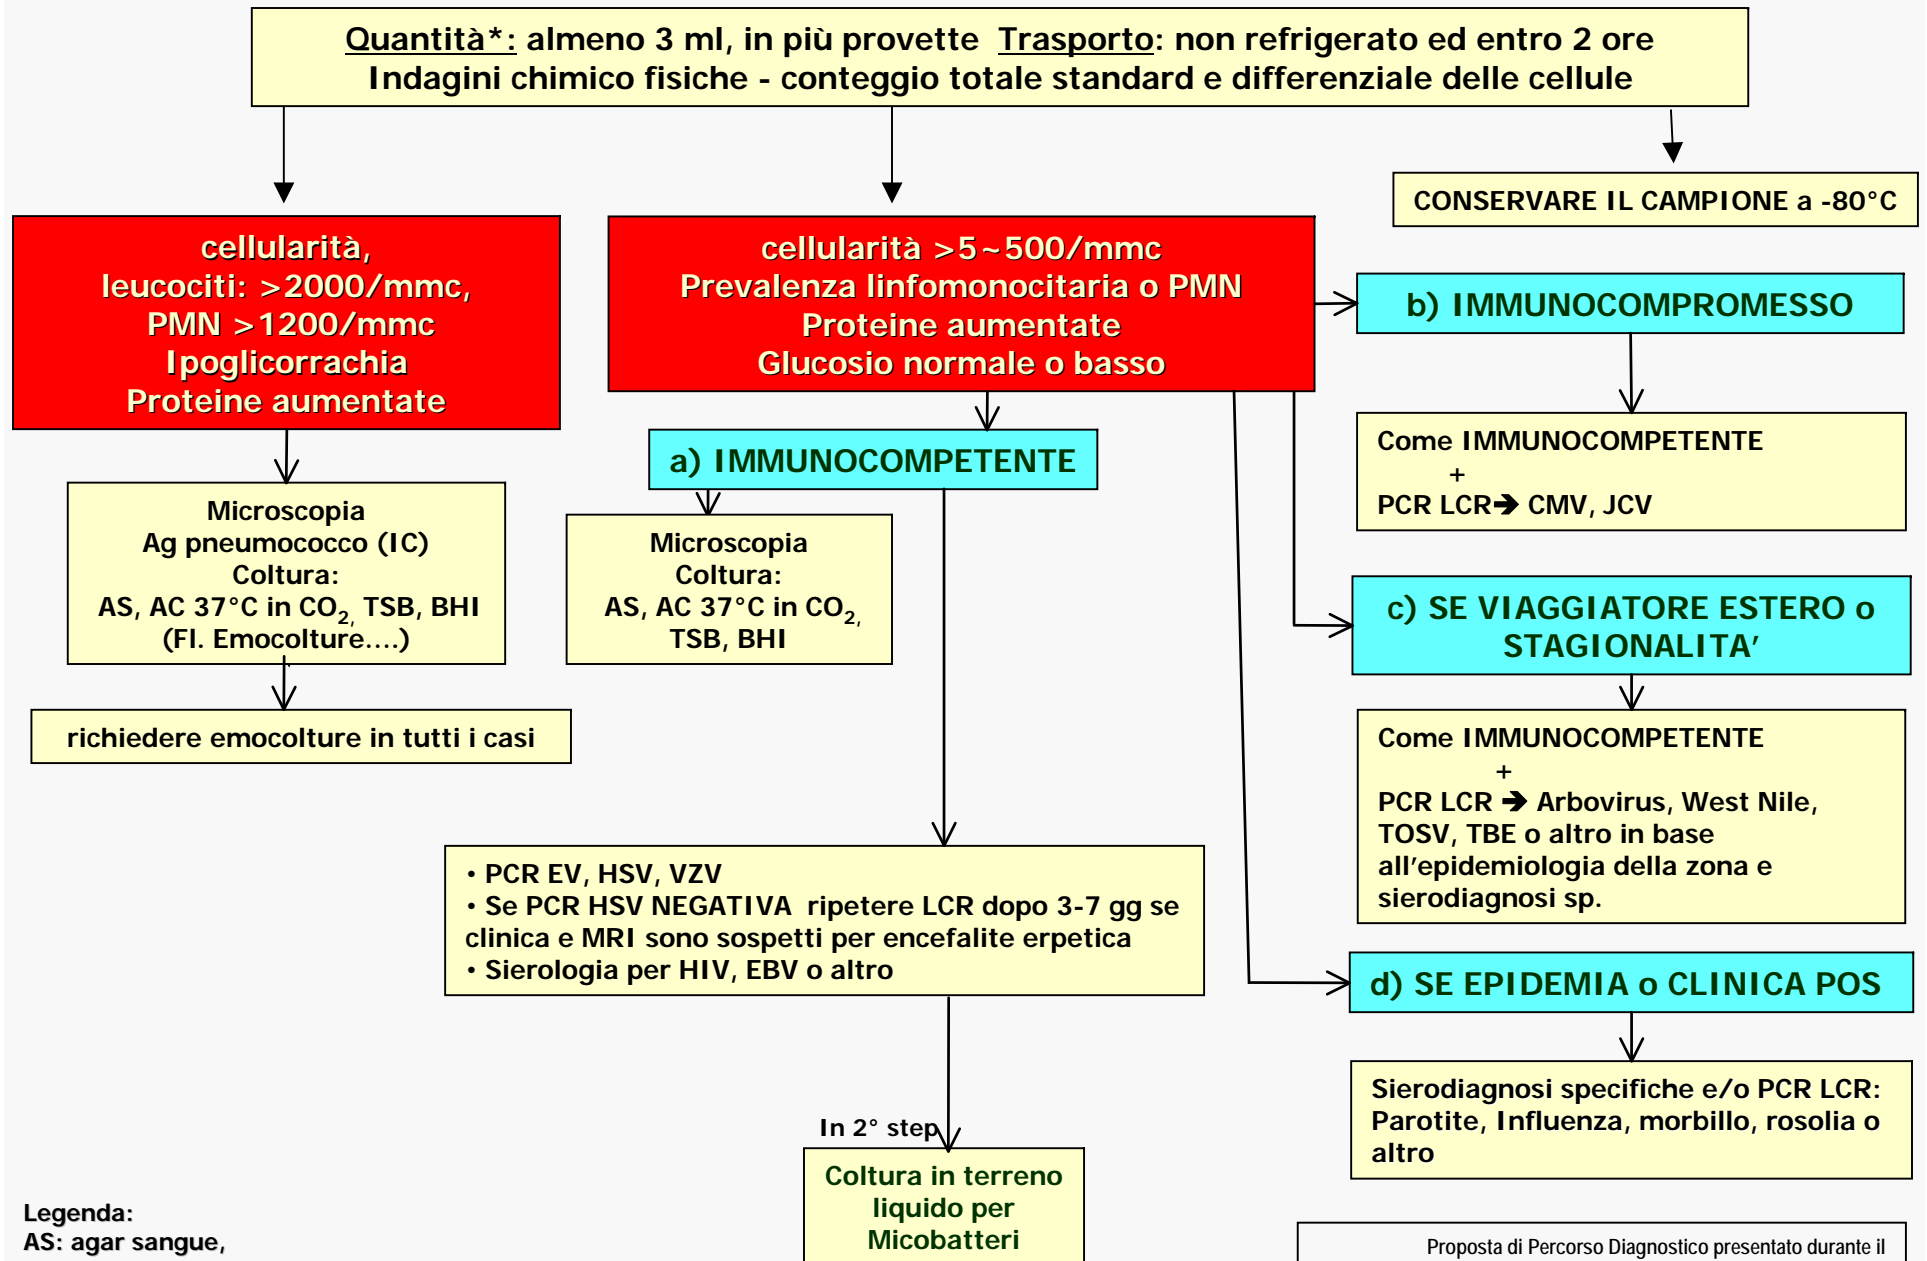 Quantità*: almeno 3 ml, in più provette Trasporto: non refrigerato ed entro 2 ore
Indagini chimico fisiche - conteggio totale standard e differenziale delle cellule
CONSERVARE IL CAMPIONE a -80°C
cellularità,
leucociti: >2000/mmc,
PMN >1200/mmc
Ipoglicorrachia
Proteine aumentate
cellularità >5~500/mmc
Prevalenza linfomonocitaria o PMN
Proteine aumentate
Glucosio normale o basso
b) IMMUNOCOMPROMESSO
a) IMMUNOCOMPETENTE
Come IMMUNOCOMPETENTE
+
PCR LCR➔ CMV, JCV
Microscopia
Ag pneumococco (IC)
Coltura:
AS, AC 37°C in CO2, TSB, BHI
(Fl. Emocolture....)
Microscopia
Coltura:
AS, AC 37°C in CO2,
TSB, BHI
c) SE VIAGGIATORE ESTERO o
STAGIONALITA'
richiedere emocolture in tutti i casi
Come IMMUNOCOMPETENTE
+
PCR LCR ➔ Arbovirus, West Nile,
TOSV, TBE o altro in base
all'epidemiologia della zona e
sierodiagnosi sp.
• PCR EV, HSV, VZV
• Se PCR HSV NEGATIVA ripetere LCR dopo 3-7 gg se
clinica e MRI sono sospetti per encefalite erpetica
• Sierologia per HIV, EBV o altro
d) SE EPIDEMIA o CLINICA POS
Sierodiagnosi specifiche e/o PCR LCR:
Parotite, Influenza, morbillo, rosolia o
altro
In 2° step
Coltura in terreno
liquido per
Micobatteri
Legenda:
AS: agar sangue,
Proposta di Percorso Diagnostico presentato durante il